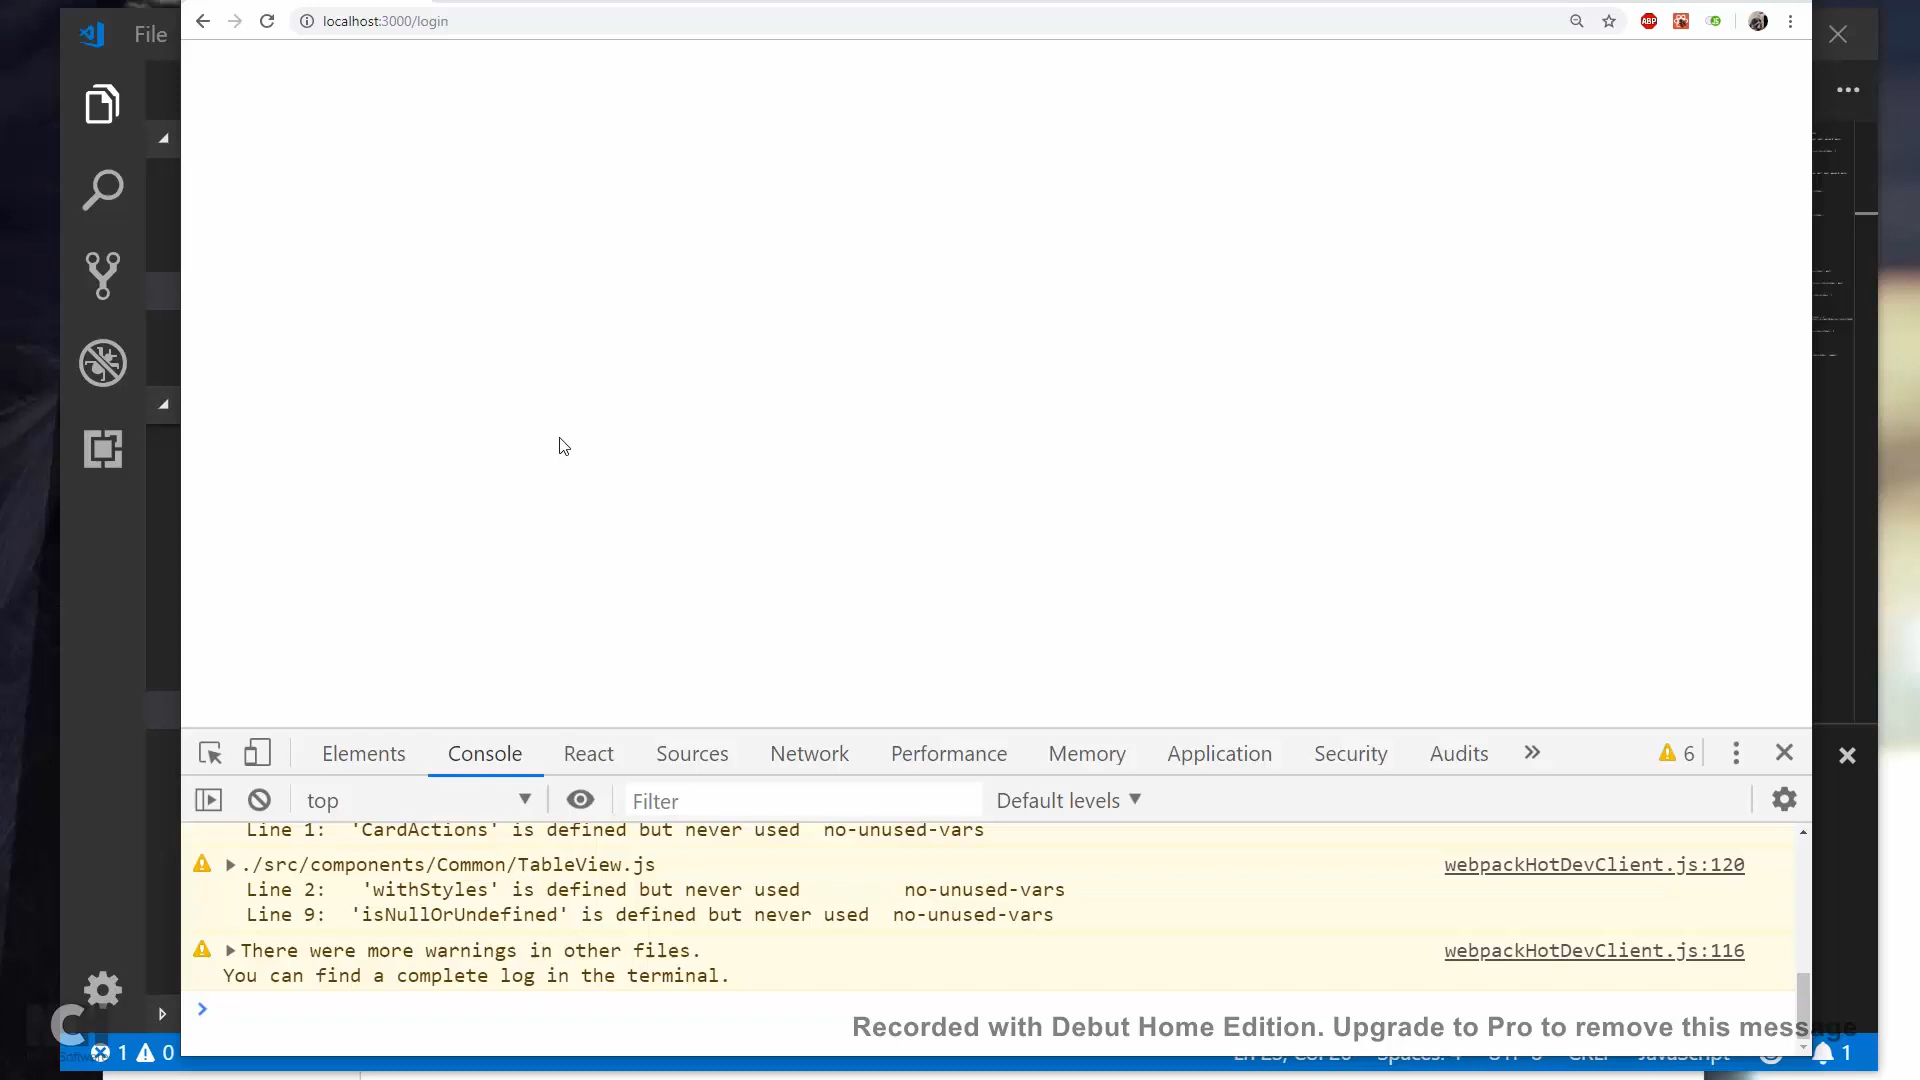 File
localhost:3000/login
ABP
Elements Console React Sources Network Performance Memory Application Security Audits » 6
top Filter Default levels
Line 1: 'CardActions' is defined but never used no-unused-vars
./src/components/Common/TableView.js webpackHotDevClient.js:120
Line 2: 'withStyles' is defined but never used no-unused-vars
Line 9: 'isNullOrUndefined' is defined but never used no-unused-vars
There were more warnings in other files. webpackHotDevClient.js:116
You can find a complete log in the terminal.
Recorded with Debut Home Edition. Upgrade to Pro to remove this message
1 0 1